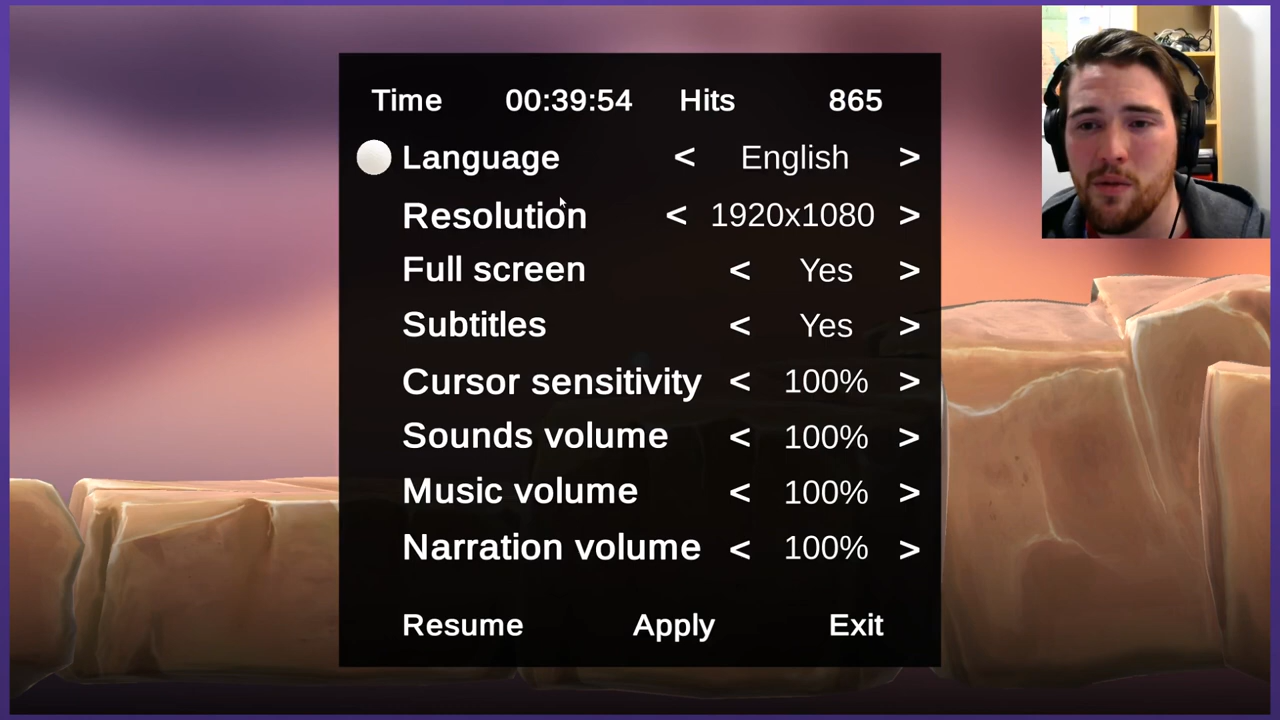 Time 00:39:54 Hits 865
Language < English >
Resolution < 1920x1080 >
Full screen < Yes >
Subtitles < Yes >
Cursor sensitivity < 100% >
Sounds volume < 100% >
Music volume < 100% >
Narration volume < 100% >
Resume Apply Exit